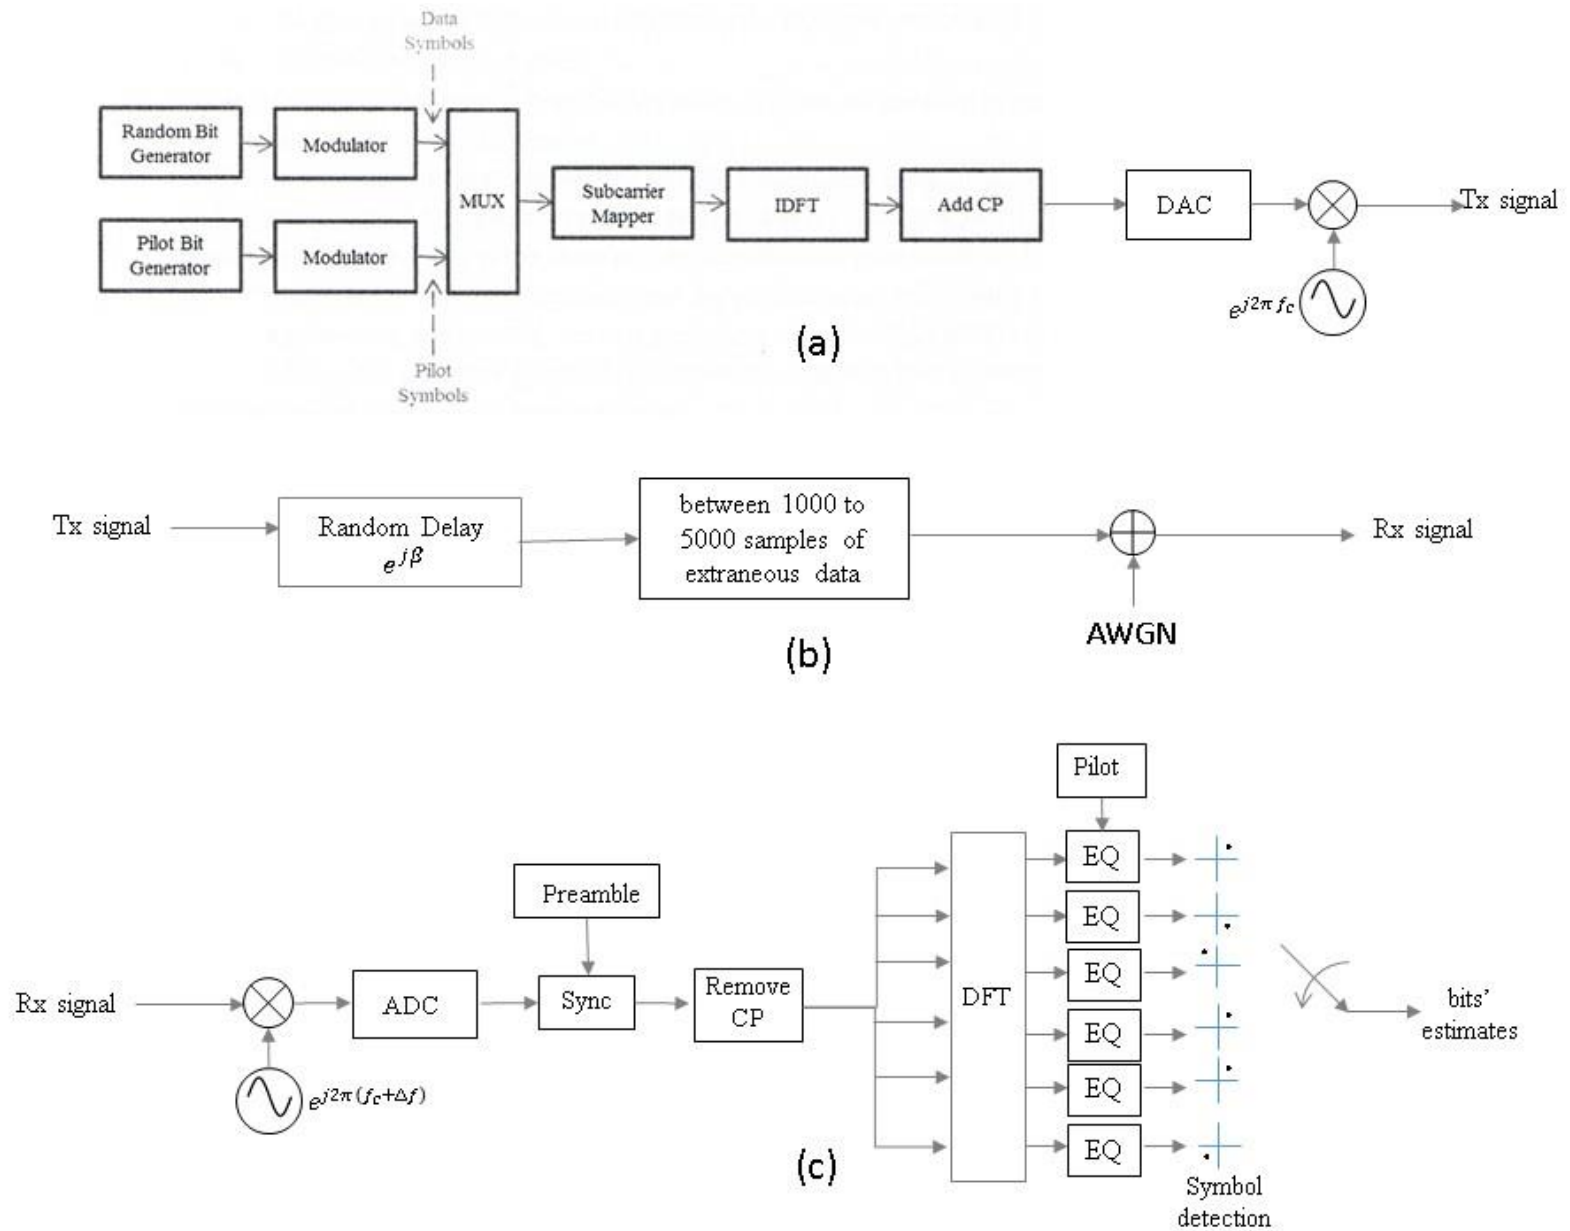 Data
Symbols
Random Bit
Generator
Modulator
MUX
Subcarrier
Mapper
IDFT
Add CP
DAC
Tx signal
Pilot Bit
Generator
Modulator
e^{j2π f_c}
Pilot
Symbols
(a)
Tx signal
Random Delay
e^{jβ}
between 1000 to
5000 samples of
extraneous data
Rx signal
AWGN
(b)
Pilot
Preamble
EQ
EQ
EQ
EQ
EQ
EQ
DFT
Rx signal
ADC
Sync
Remove
CP
bits'
estimates
e^{j2π(f_c+Δf)}
(c)
Symbol
detection